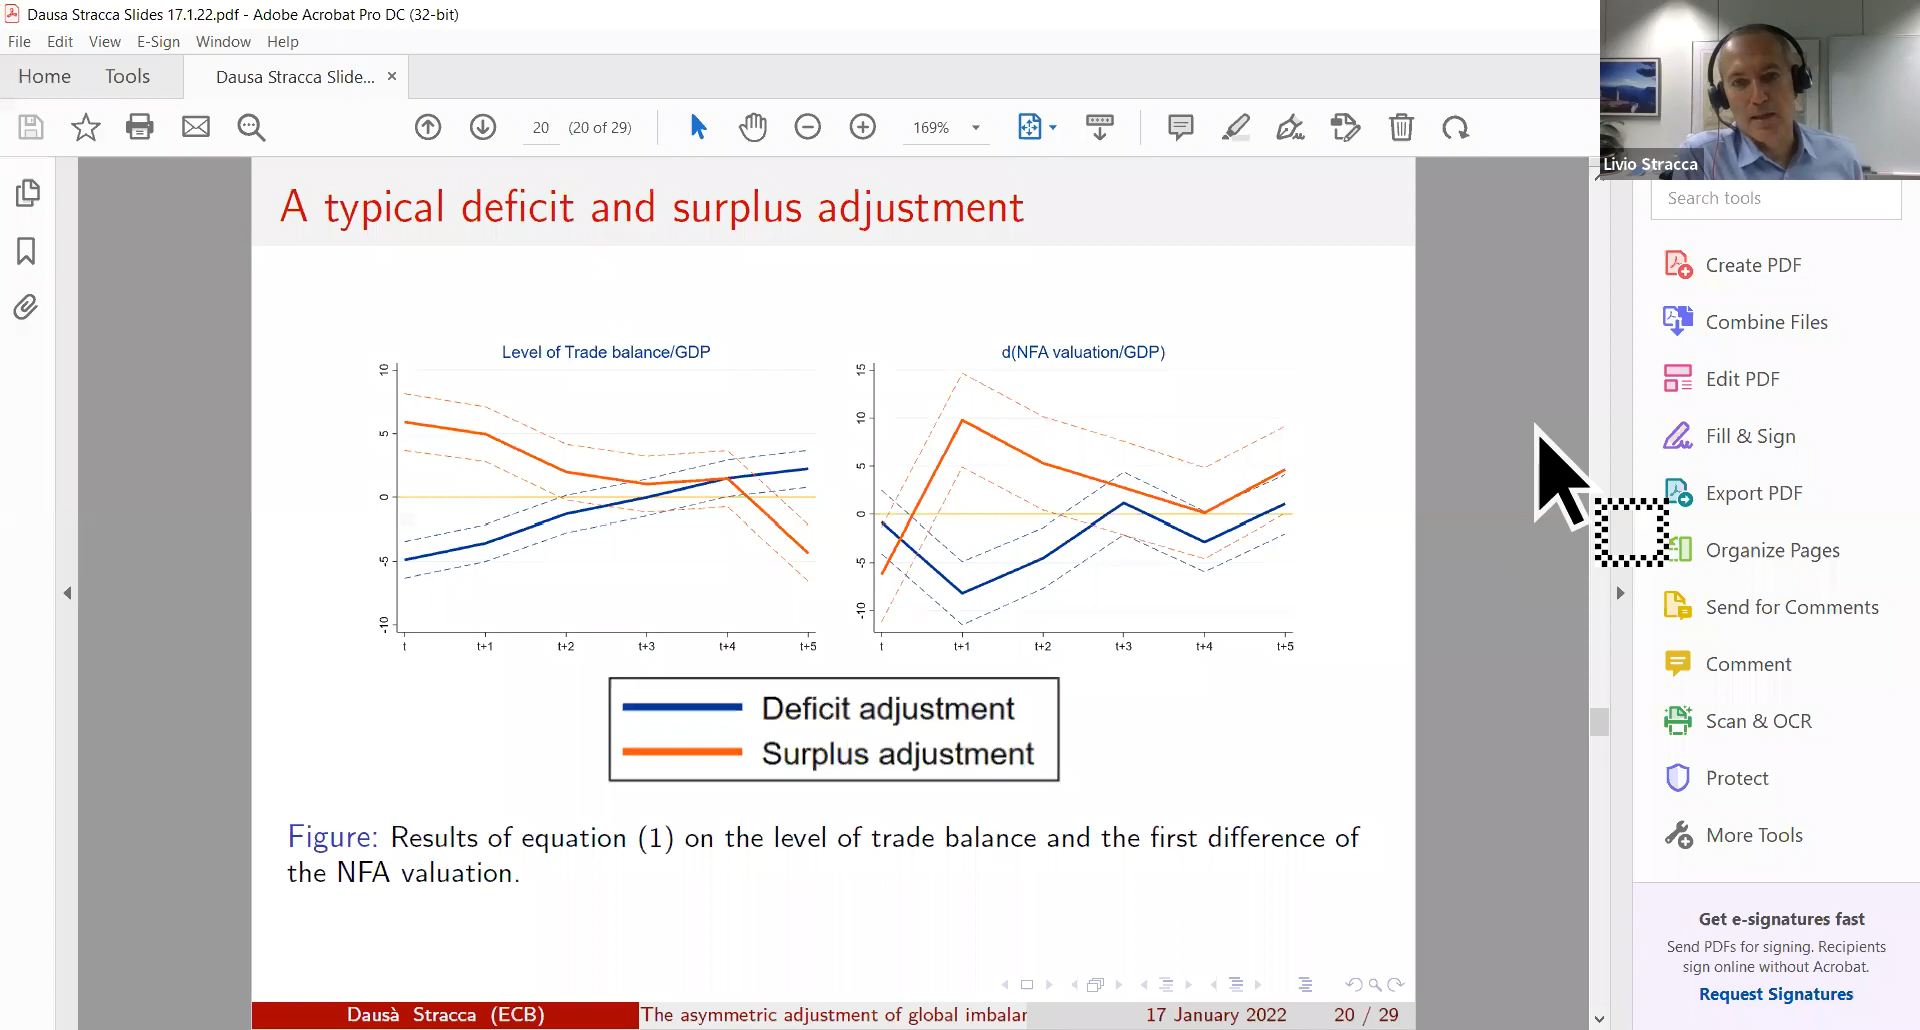 Dausa Stracca Slides 17.1.22.pdf - Adobe Acrobat Pro DC (32-bit)
File Edit View E-Sign Window Help
Home Tools Dausa Stracca Slide... ×
20 (20 of 29) 169%
Livio Stracca
Search tools
A typical deficit and surplus adjustment
Level of Trade balance/GDP
10
5
0
-5
-10
t t+1 t+2 t+3 t+4 t+5
d(NFA valuation/GDP)
15
10
5
0
-5
-10
t t+1 t+2 t+3 t+4 t+5
Deficit adjustment
Surplus adjustment
Figure: Results of equation (1) on the level of trade balance and the first difference of
the NFA valuation.
Dausà Stracca (ECB) The asymmetric adjustment of global imbalar 17 January 2022 20 / 29
Create PDF
Combine Files
Edit PDF
Fill & Sign
Export PDF
Organize Pages
Send for Comments
Comment
Scan & OCR
Protect
More Tools
Get e-signatures fast
Send PDFs for signing. Recipients
sign online without Acrobat.
Request Signatures